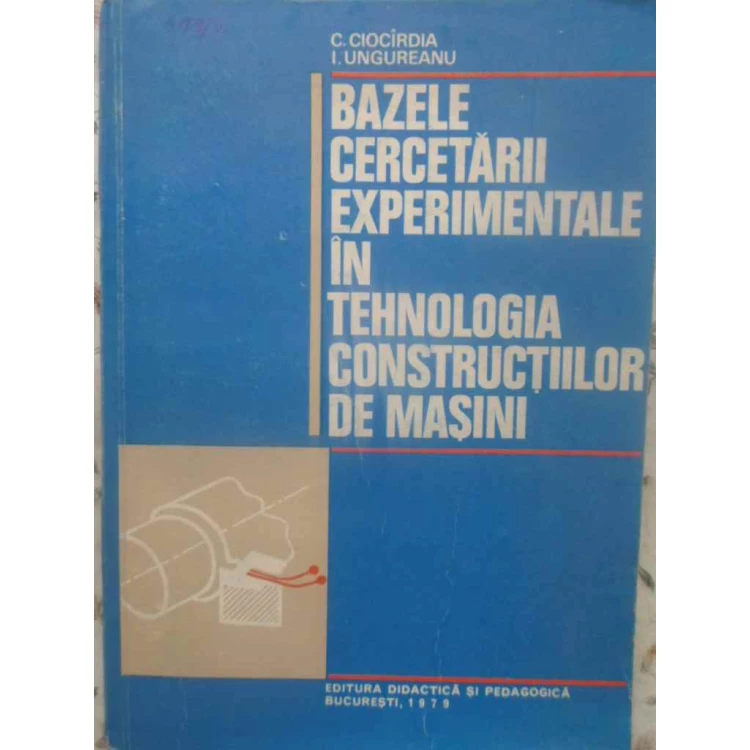 C. CIOCÎRDIA
I. UNGUREANU
BAZELE
CERCETĂRII
EXPERIMENTALE
ÎN
TEHNOLOGIA
CONSTRUCȚIILOR
DE MAȘINI
EDITURA DIDACTICĂ ȘI PEDAGOGICĂ
BUCUREȘTI, 1979